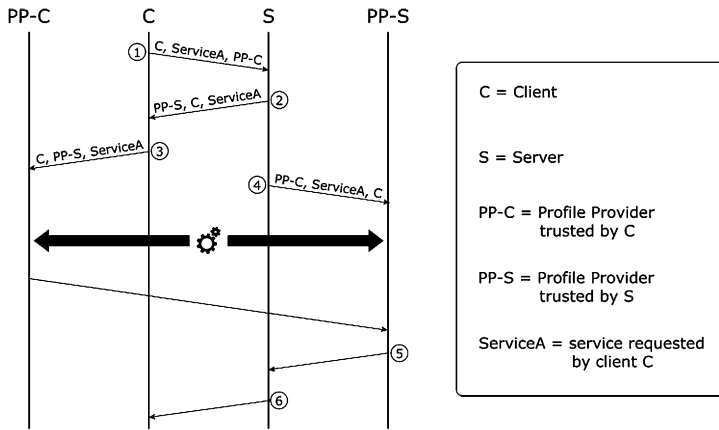 PP-C C S PP-S
1 C, ServiceA, PP-C
PP-S, C, ServiceA 2
C, PP-S, ServiceA 3
4 PP-C, ServiceA, C
5
6
C = Client
S = Server
PP-C = Profile Provider
trusted by C
PP-S = Profile Provider
trusted by S
ServiceA = service requested
by client C